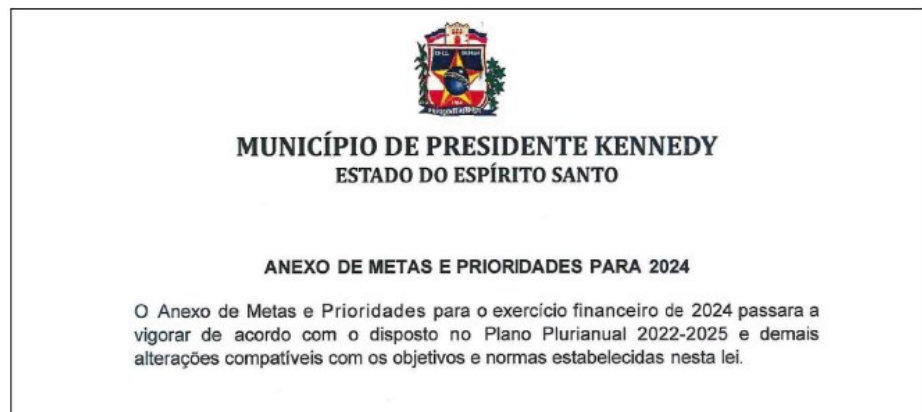 MUNICÍPIO DE PRESIDENTE KENNEDY
ESTADO DO ESPÍRITO SANTO
ANEXO DE METAS E PRIORIDADES PARA 2024
O Anexo de Metas e Prioridades para o exercício financeiro de 2024 passara a
vigorar de acordo com o disposto no Plano Plurianual 2022-2025 e demais
alterações compatíveis com os objetivos e normas estabelecidas nesta lei.